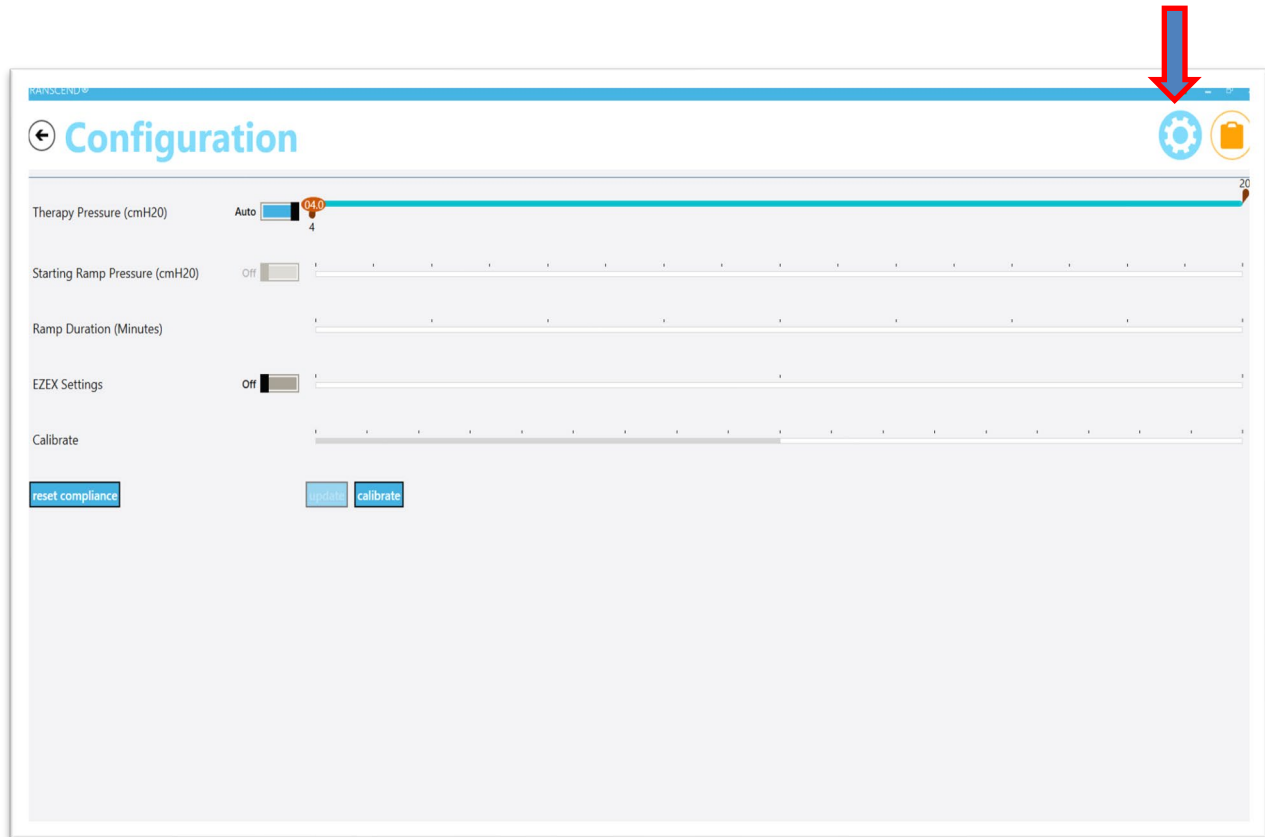 RANSCEND®
Configuration
20
Therapy Pressure (cmH20)
Auto
04.0
4
Starting Ramp Pressure (cmH20)
Off
Ramp Duration (Minutes)
EZEX Settings
Off
Calibrate
reset compliance
update
calibrate